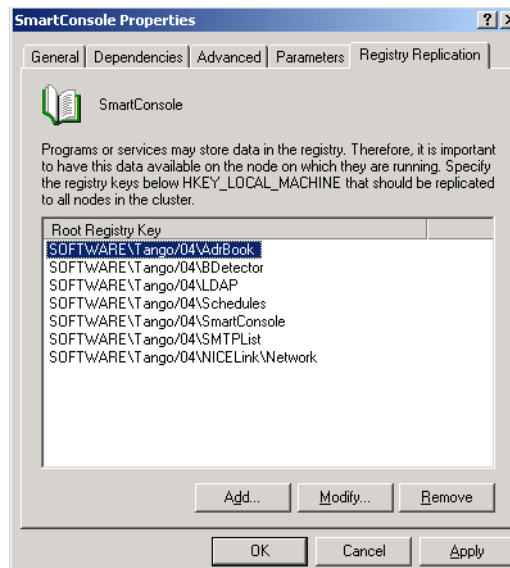 SmartConsole Properties
General Dependencies Advanced Parameters Registry Replication
SmartConsole
Programs or services may store data in the registry. Therefore, it is important
to have this data available on the node on which they are running. Specify
the registry keys below HKEY_LOCAL_MACHINE that should be replicated
to all nodes in the cluster.
Root Registry Key
SOFTWARE\Tango/04\AdrBook
SOFTWARE\Tango/04\BDetector
SOFTWARE\Tango/04\LDAP
SOFTWARE\Tango/04\Schedules
SOFTWARE\Tango/04\SmartConsole
SOFTWARE\Tango/04\SMTPList
SOFTWARE\Tango/04\NICELink\Network
Add... Modify... Remove
OK Cancel Apply